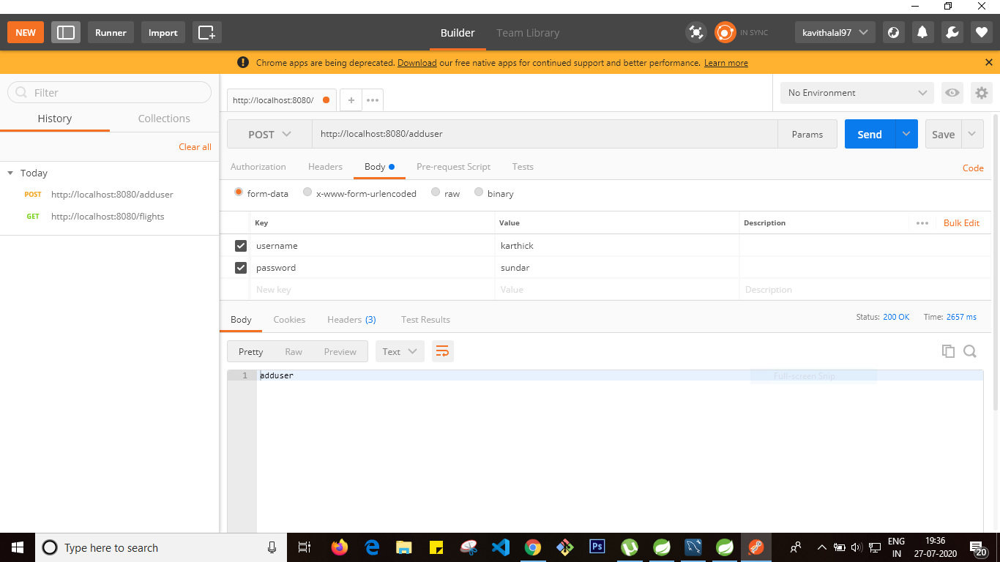 NEW Runner Import Builder Team Library IN SYNC kavithalal97
Chrome apps are being deprecated. Download our free native apps for continued support and better performance. Learn more
Filter
History Collections
Clear all
Today
POST http://localhost:8080/adduser
GET http://localhost:8080/flights
http://localhost:8080/ + ••• No Environment
POST http://localhost:8080/adduser Params Send Save
Authorization Headers Body Pre-request Script Tests Code
form-data x-www-form-urlencoded raw binary
Key Value Description ••• Bulk Edit
username karthick
password sundar
New key Value Description
Body Cookies Headers (3) Test Results Status: 200 OK Time: 2657 ms
Pretty Raw Preview Text
1 adduser
Full-screen Snip
Type here to search Ps ENG 19:36
IN 27-07-2020 20